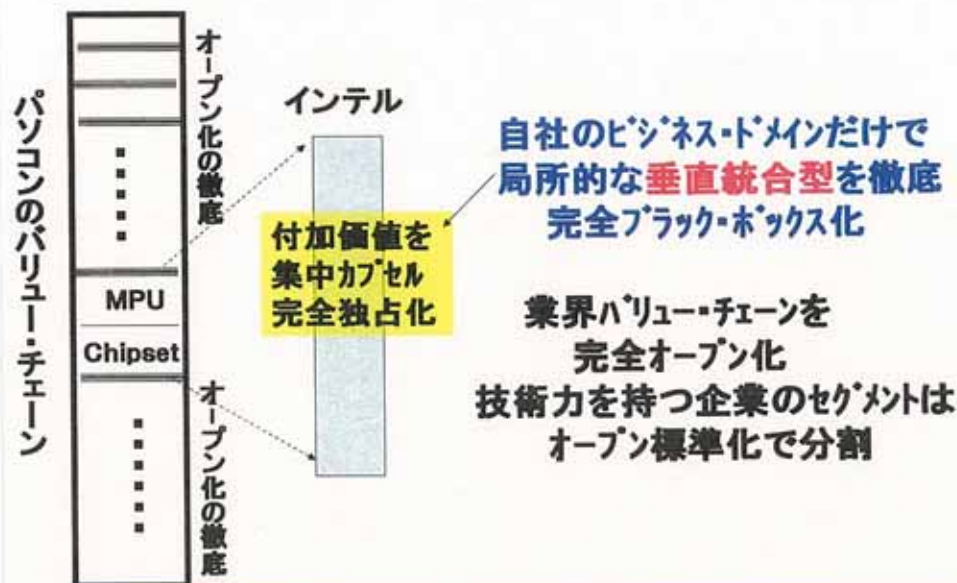 パソコンのバリュー・チェーン
オープン化の徹底
MPU
Chipset
オープン化の徹底
インテル
付加価値を
集中カプセル
完全独占化
自社のビジネス・ドメインだけで
局所的な垂直統合型を徹底
完全ブラック・ボックス化
業界バリュー・チェーンを
完全オープン化
技術力を持つ企業のセグメントは
オープン標準化で分割